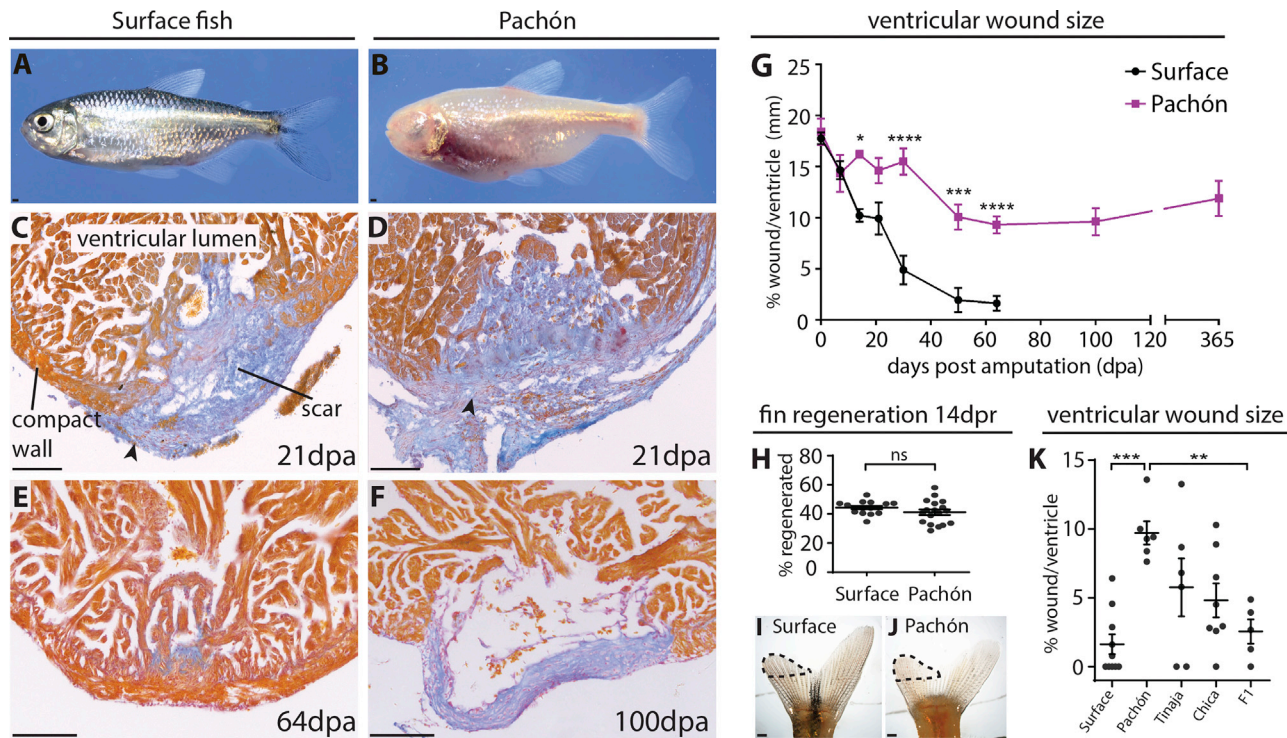 Surface fish
Pachón
ventricular wound size
A
B
C
ventricular lumen
compact
wall
scar
21dpa
D
21dpa
E
64dpa
F
100dpa
G
Surface
Pachón
% wound/ventricle (mm)
25
20
15
10
5
0
* **** *** ****
0 20 40 60 80 100 120 365
days post amputation (dpa)
fin regeneration 14dpr
H
ns
% regenerated
80
60
40
20
0
Surface Pachón
I Surface
J Pachón
ventricular wound size
K
*** **
% wound/ventricle
15
10
5
0
Surface
Pachón
Tinaja
Chica
F1